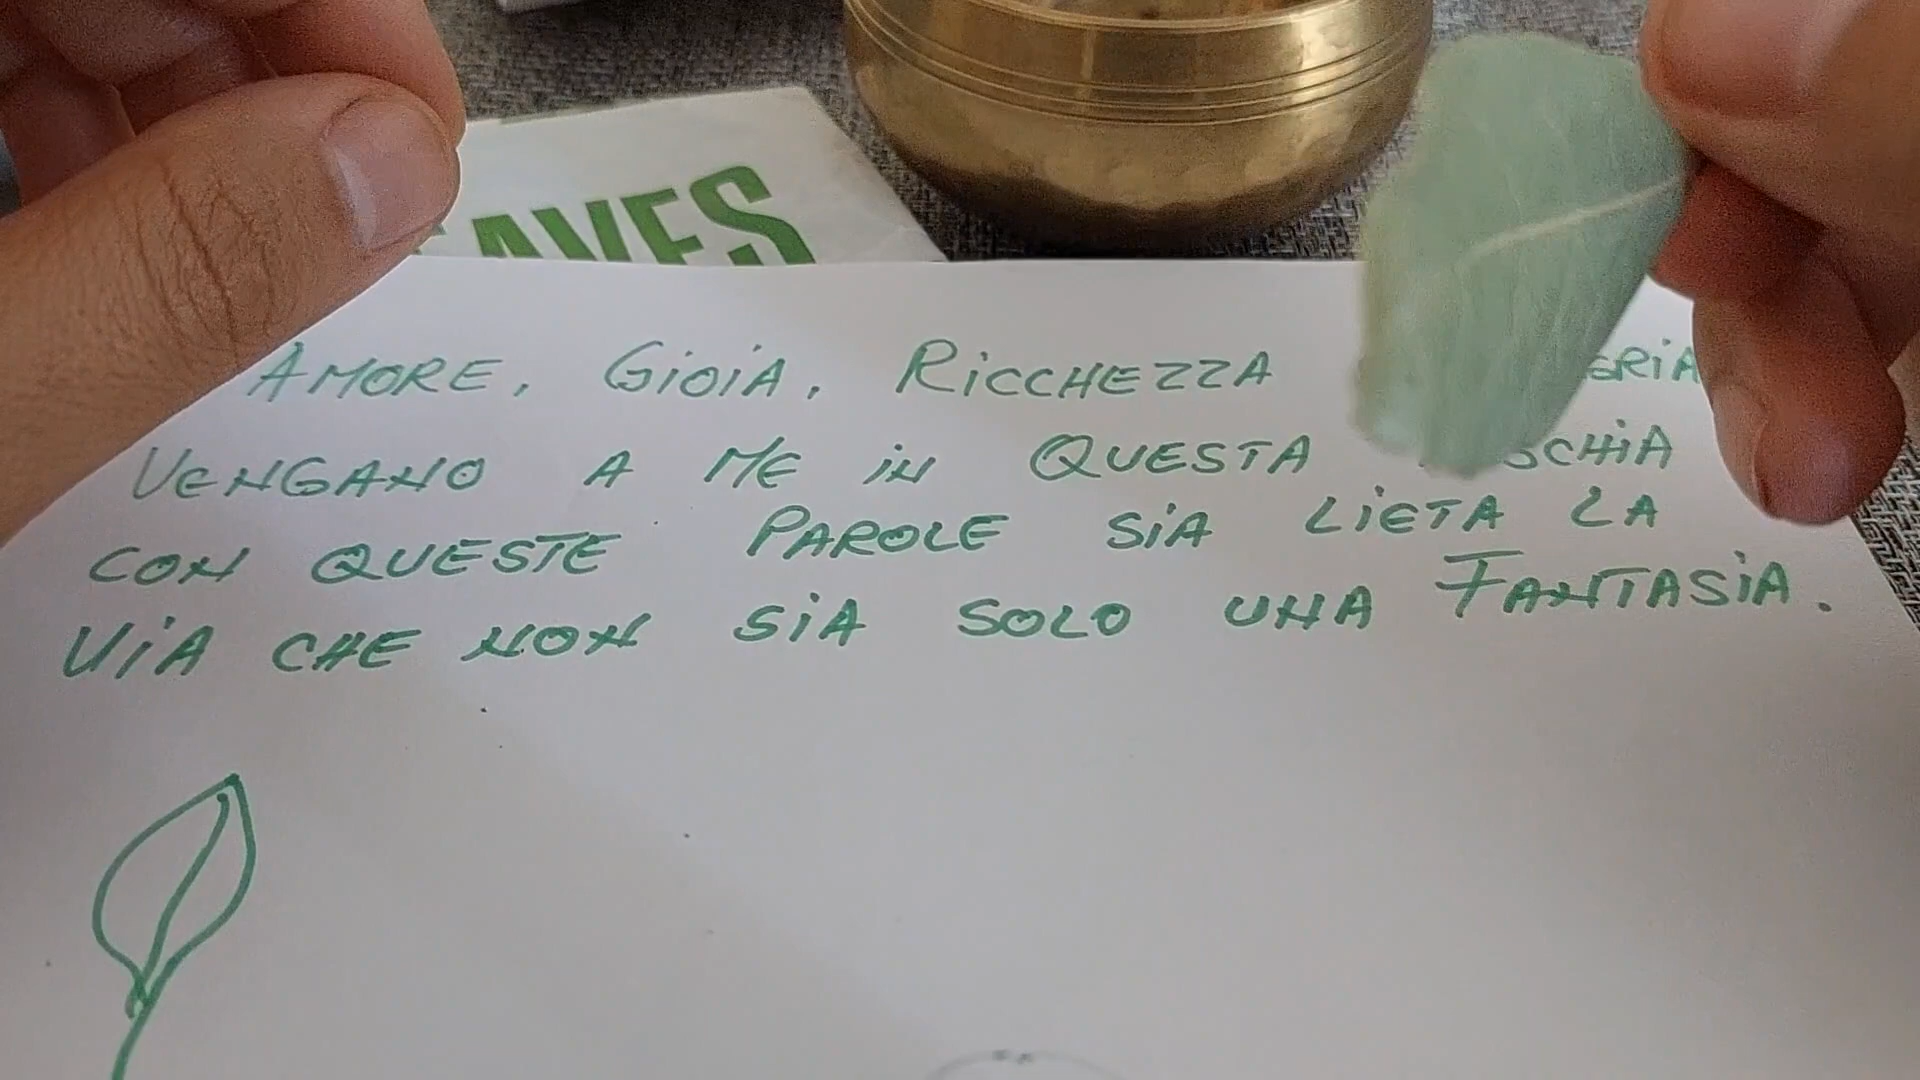 AVES
AMORE, GIOIA, RICCHEZZA
VENGANO A ME IN QUESTA
CON QUESTE PAROLE SIA LIETA LA
VIA CHE NON SIA SOLO UNA FANTASIA.